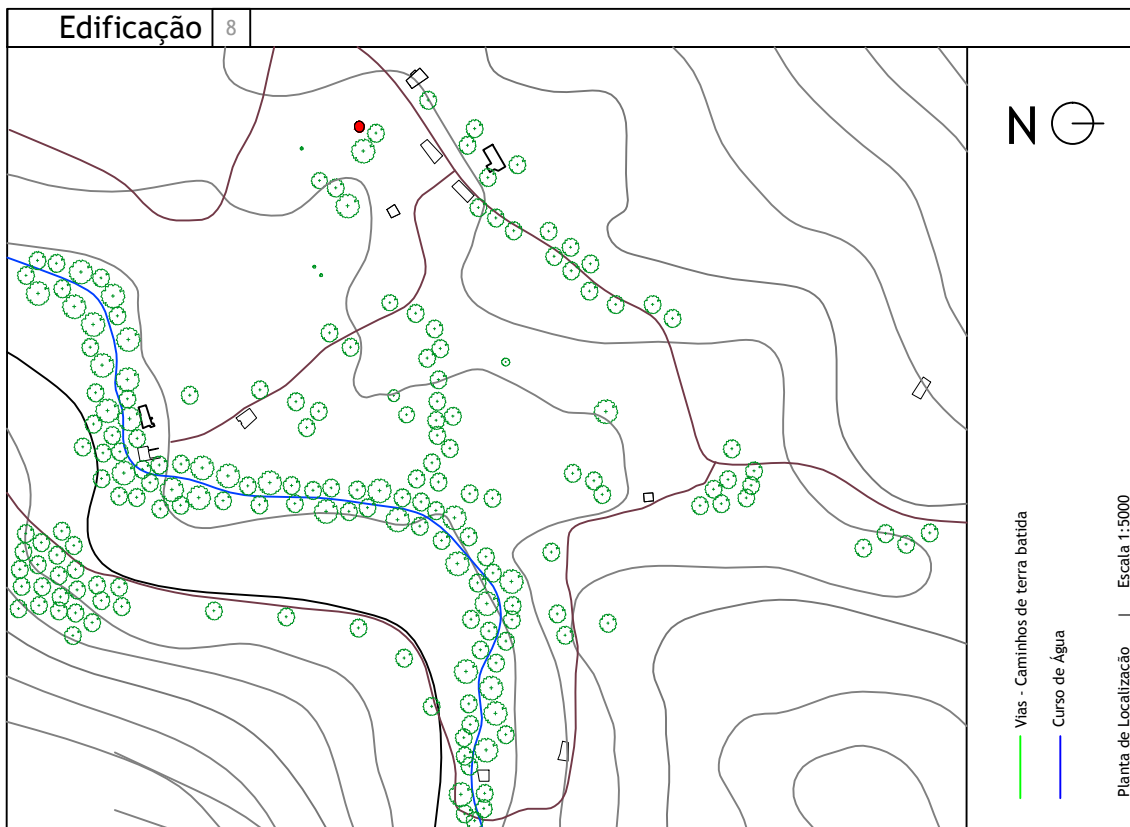 Edificação 8
N
Vias - Caminhos de terra batida
Curso de Água
Planta de Localização | Escala 1:5000